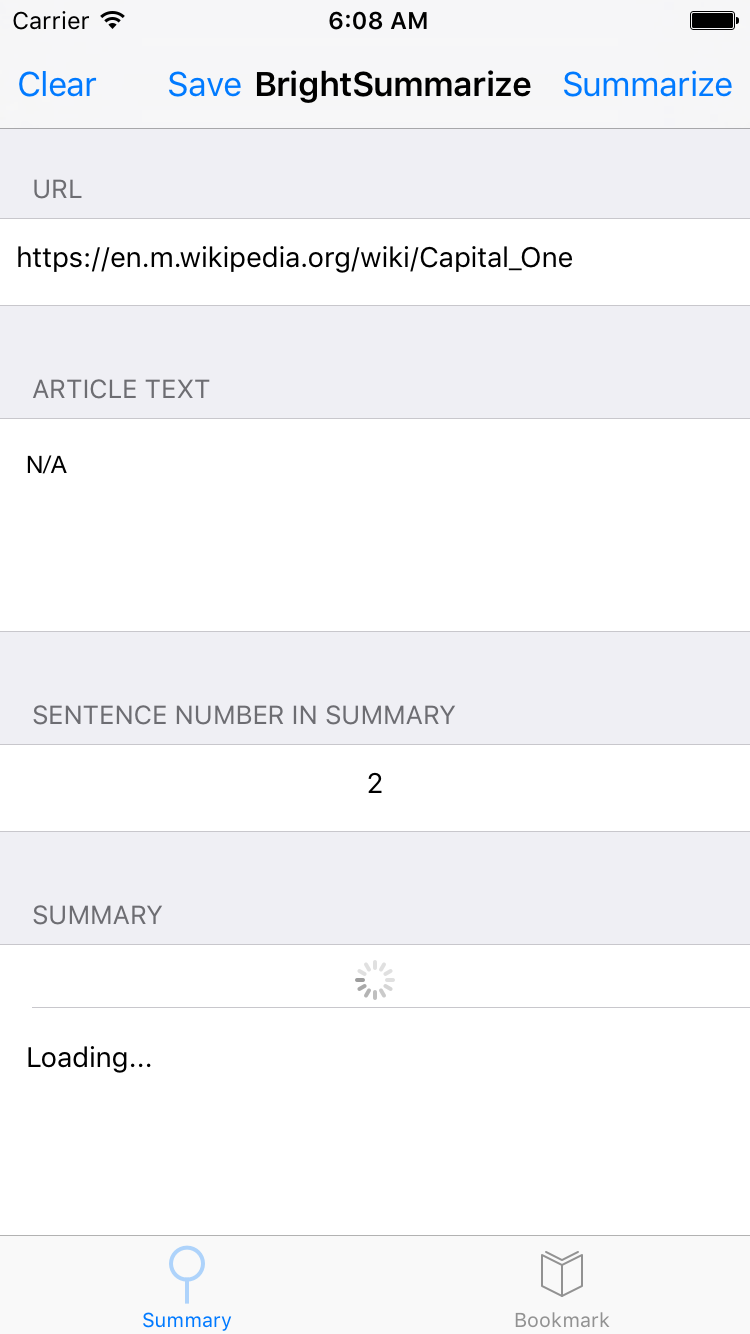 Carrier 6:08 AM
Clear Save BrightSummarize Summarize
URL
https://en.m.wikipedia.org/wiki/Capital_One
ARTICLE TEXT
N/A
SENTENCE NUMBER IN SUMMARY
2
SUMMARY
Loading...
Summary Bookmark